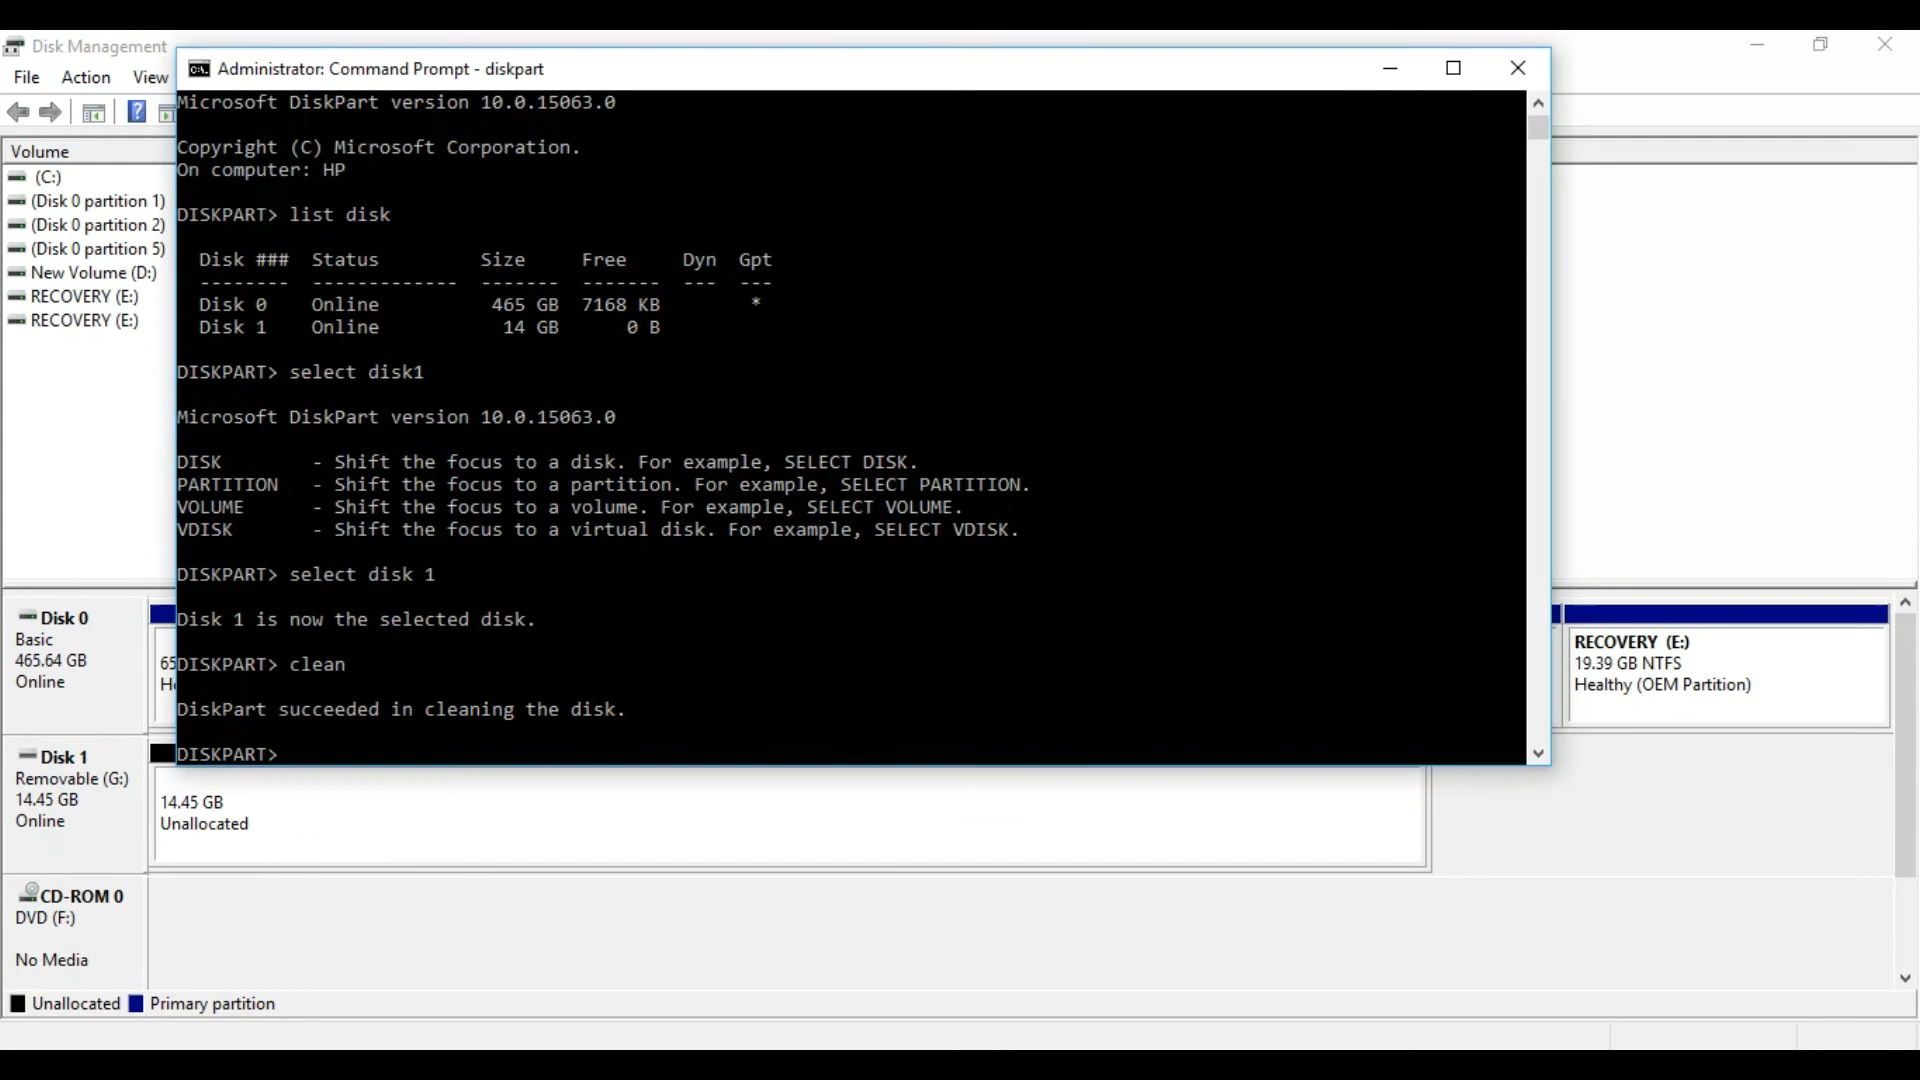 Disk Management
File Action View
Volume
(C:)
(Disk 0 partition 1)
(Disk 0 partition 2)
(Disk 0 partition 5)
New Volume (D:)
RECOVERY (E:)
RECOVERY (E:)
Administrator: Command Prompt - diskpart
Microsoft DiskPart version 10.0.15063.0
Copyright (C) Microsoft Corporation.
On computer: HP
DISKPART> list disk
Disk ### Status Size Free Dyn Gpt
-------- ------------- ------- ------- --- ---
Disk 0 Online 465 GB 7168 KB *
Disk 1 Online 14 GB 0 B
DISKPART> select disk1
Microsoft DiskPart version 10.0.15063.0
DISK - Shift the focus to a disk. For example, SELECT DISK.
PARTITION - Shift the focus to a partition. For example, SELECT PARTITION.
VOLUME - Shift the focus to a volume. For example, SELECT VOLUME.
VDISK - Shift the focus to a virtual disk. For example, SELECT VDISK.
DISKPART> select disk 1
Disk 1 is now the selected disk.
DISKPART> clean
DiskPart succeeded in cleaning the disk.
DISKPART>
Disk 0
Basic
465.64 GB
Online
RECOVERY (E:)
19.39 GB NTFS
Healthy (OEM Partition)
Disk 1
Removable (G:)
14.45 GB
Online
14.45 GB
Unallocated
CD-ROM 0
DVD (F:)
No Media
Unallocated Primary partition